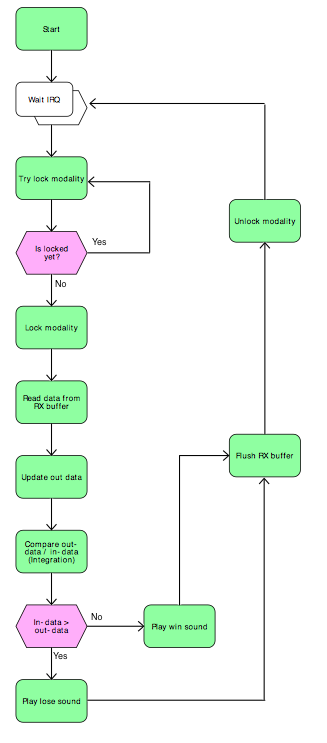 Start
Wait IRQ
Try lock modality
Is locked
yet?
Yes
No
Unlock modality
Lock modality
Read data from
RX buffer
Flush RX buffer
Update out data
Compare out-
data / in-data
(Integration)
In-data >
out-data
No
Play win sound
Yes
Play lose sound